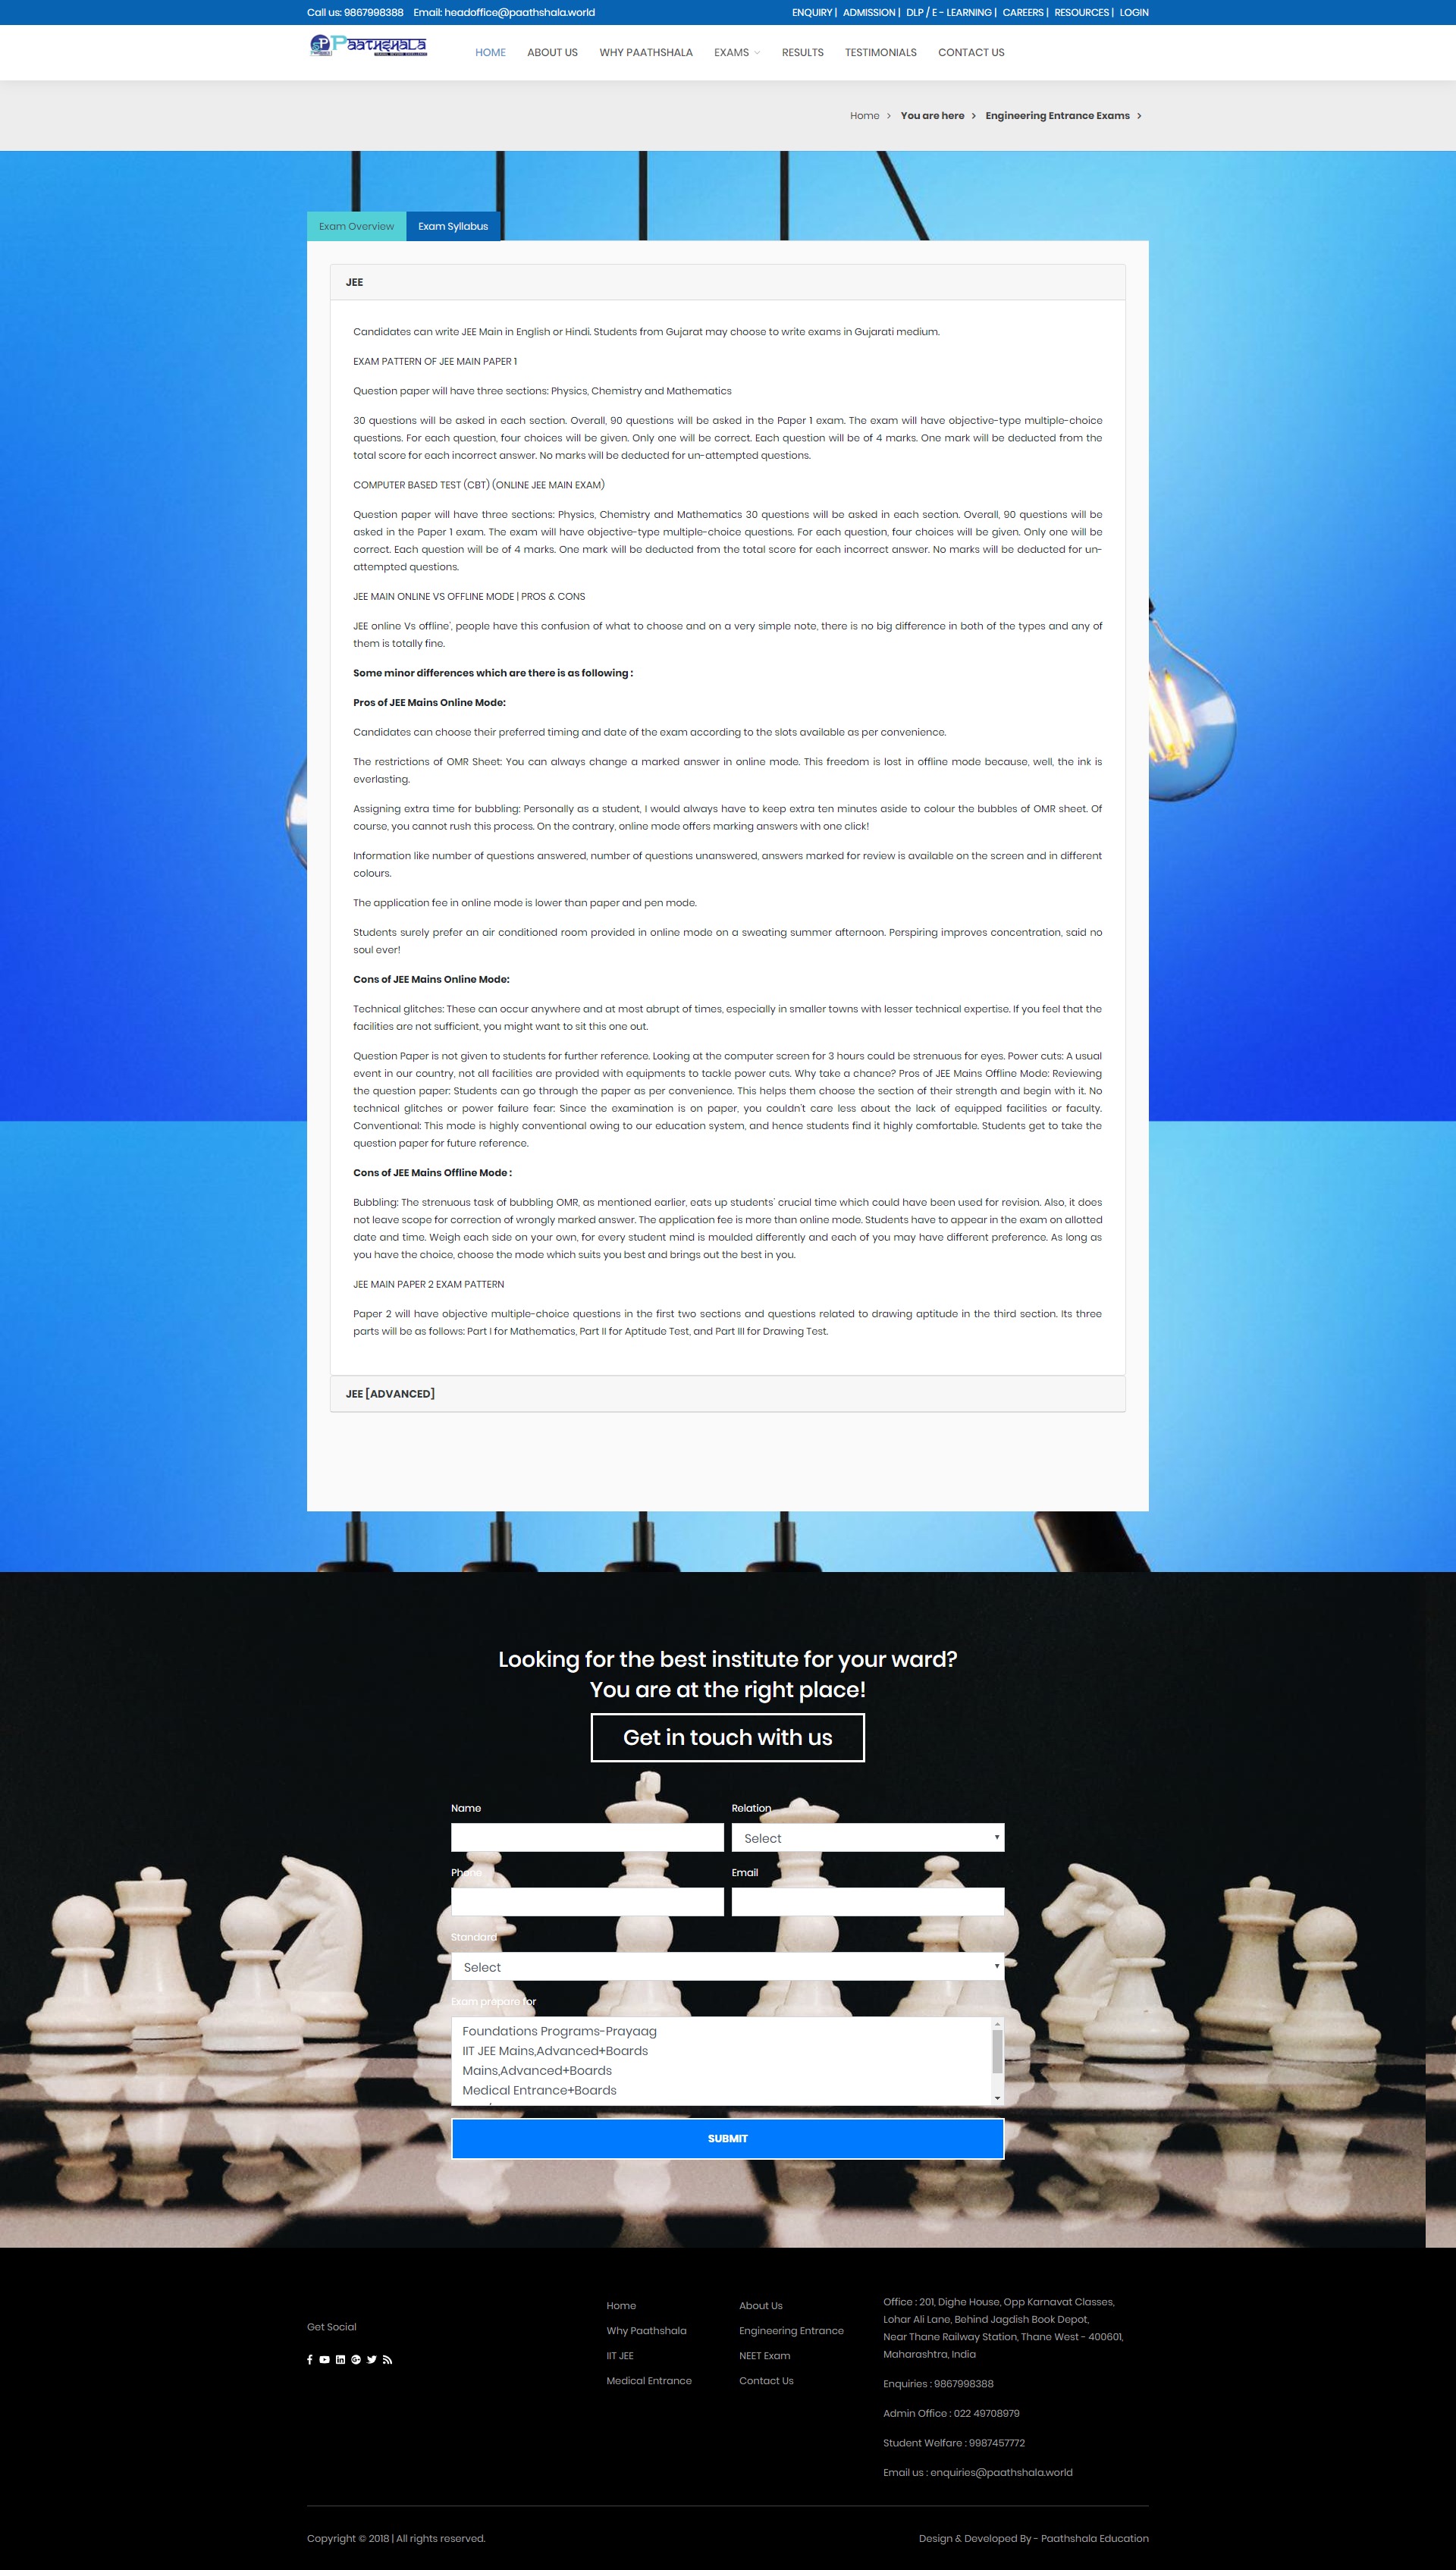 Call us: 9867998388 Email: headoffice@paathshala.world
ENQUIRY | ADMISSION | DLP / E - LEARNING | CAREERS | RESOURCES | LOGIN
PAATHSHALA
HOME ABOUT US WHY PAATHSHALA EXAMS RESULTS TESTIMONIALS CONTACT US
Home > You are here > Engineering Entrance Exams >
Exam Overview Exam Syllabus
JEE
Candidates can write JEE Main in English or Hindi. Students from Gujarat may choose to write exams in Gujarati medium.
EXAM PATTERN OF JEE MAIN PAPER 1
Question paper will have three sections: Physics, Chemistry and Mathematics
30 questions will be asked in each section. Overall, 90 questions will be asked in the Paper 1 exam. The exam will have objective-type multiple-choice
questions. For each question, four choices will be given. Only one will be correct. Each question will be of 4 marks. One mark will be deducted from the
total score for each incorrect answer. No marks will be deducted for un-attempted questions.
COMPUTER BASED TEST (CBT) (ONLINE JEE MAIN EXAM)
Question paper will have three sections: Physics, Chemistry and Mathematics 30 questions will be asked in each section. Overall, 90 questions will be
asked in the Paper 1 exam. The exam will have objective-type multiple-choice questions. For each question, four choices will be given. Only one will be
correct. Each question will be of 4 marks. One mark will be deducted from the total score for each incorrect answer. No marks will be deducted for un-
attempted questions.
JEE MAIN ONLINE VS OFFLINE MODE | PROS & CONS
JEE online Vs offline', people have this confusion of what to choose and on a very simple note, there is no big difference in both of the types and any of
them is totally fine.
Some minor differences which are there is as following :
Pros of JEE Mains Online Mode:
Candidates can choose their preferred timing and date of the exam according to the slots available as per convenience.
The restrictions of OMR Sheet: You can always change a marked answer in online mode. This freedom is lost in offline mode because, well, the ink is
everlasting.
Assigning extra time for bubbling: Personally as a student, I would always have to keep extra ten minutes aside to colour the bubbles of OMR sheet. Of
course, you cannot rush this process. On the contrary, online mode offers marking answers with one click!
Information like number of questions answered, number of questions unanswered, answers marked for review is available on the screen and in different
colours.
The application fee in online mode is lower than paper and pen mode.
Students surely prefer an air conditioned room provided in online mode on a sweating summer afternoon. Perspiring improves concentration, said no
soul ever!
Cons of JEE Mains Online Mode:
Technical glitches: These can occur anywhere and at most abrupt of times, especially in smaller towns with lesser technical expertise. If you feel that the
facilities are not sufficient, you might want to sit this one out.
Question Paper is not given to students for further reference. Looking at the computer screen for 3 hours could be strenuous for eyes. Power cuts: A usual
event in our country, not all facilities are provided with equipments to tackle power cuts. Why take a chance? Pros of JEE Mains Offline Mode: Reviewing
the question paper: Students can go through the paper as per convenience. This helps them choose the section of their strength and begin with it. No
technical glitches or power failure fear: Since the examination is on paper, you couldn't care less about the lack of equipped facilities or faculty.
Conventional: This mode is highly conventional owing to our education system, and hence students find it highly comfortable. Students get to take the
question paper for future reference.
Cons of JEE Mains Offline Mode :
Bubbling: The strenuous task of bubbling OMR, as mentioned earlier, eats up students' crucial time which could have been used for revision. Also, it does
not leave scope for correction of wrongly marked answer. The application fee is more than online mode. Students have to appear in the exam on allotted
date and time. Weigh each side on your own, for every student mind is moulded differently and each of you may have different preference. As long as
you have the choice, choose the mode which suits you best and brings out the best in you.
JEE MAIN PAPER 2 EXAM PATTERN
Paper 2 will have objective multiple-choice questions in the first two sections and questions related to drawing aptitude in the third section. Its three
parts will be as follows: Part I for Mathematics, Part II for Aptitude Test, and Part III for Drawing Test.
JEE [ADVANCED]
Looking for the best institute for your ward?
You are at the right place!
Get in touch with us
Name Relation
Select
Phone Email
Standard
Select
Exam prepare for
Foundations Programs-Prayaag
IIT JEE Mains,Advanced+Boards
Mains,Advanced+Boards
Medical Entrance+Boards
SUBMIT
Get Social
Home
Why Paathshala
IIT JEE
Medical Entrance
About Us
Engineering Entrance
NEET Exam
Contact Us
Office : 201, Dighe House, Opp Karnavat Classes,
Lohar Ali Lane, Behind Jagdish Book Depot,
Near Thane Railway Station, Thane West - 400601,
Maharashtra, India
Enquiries : 9867998388
Admin Office : 022 49708979
Student Welfare : 9987457772
Email us : enquiries@paathshala.world
Copyright © 2018 | All rights reserved.
Design & Developed By - Paathshala Education